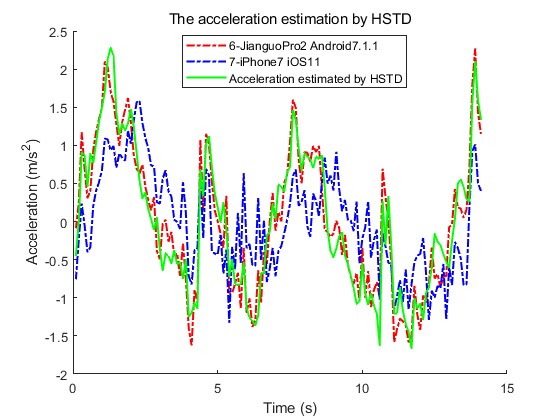 The acceleration estimation by HSTD
6-JianguoPro2 Android7.1.1
7-iPhone7 iOS11
Acceleration estimated by HSTD
2.5
2
1.5
1
0.5
0
-0.5
-1
-1.5
-2
Acceleration (m/s²)
0
5
10
15
Time (s)